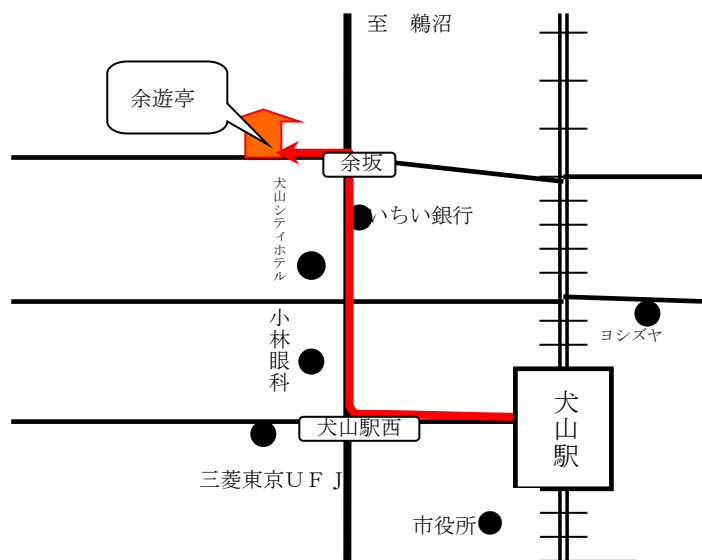 至　鵜沼
余遊亭
余坂
いちい銀行
犬山シティホテル
小林眼科
ヨシズヤ
犬山駅
犬山駅西
三菱東京ＵＦＪ
市役所